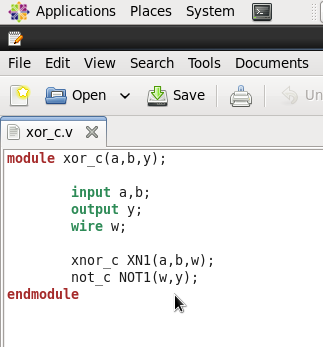 Applications Places System
File Edit View Search Tools Documents
Open Save Un
xor_c.v
module xor_c(a,b,y);
input a,b;
output y;
wire w;
xnor_c XN1(a,b,w);
not_c NOT1(w,y);
endmodule